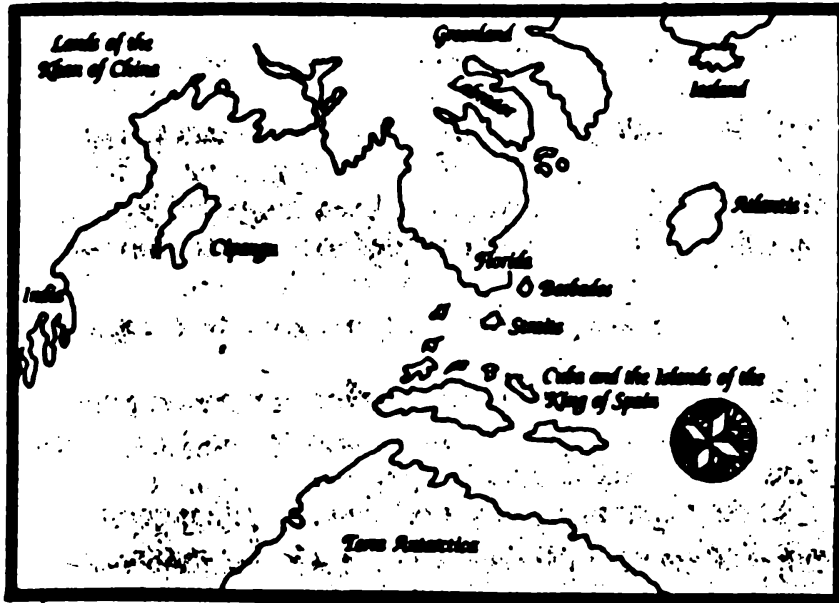 Lands of the
Khan of China
Greenland
Labrador
Iceland
Atlantis
Cipangu
Florida
India
Barbados
Cuba and the Islands of the
King of Spain
Terra Antarctica